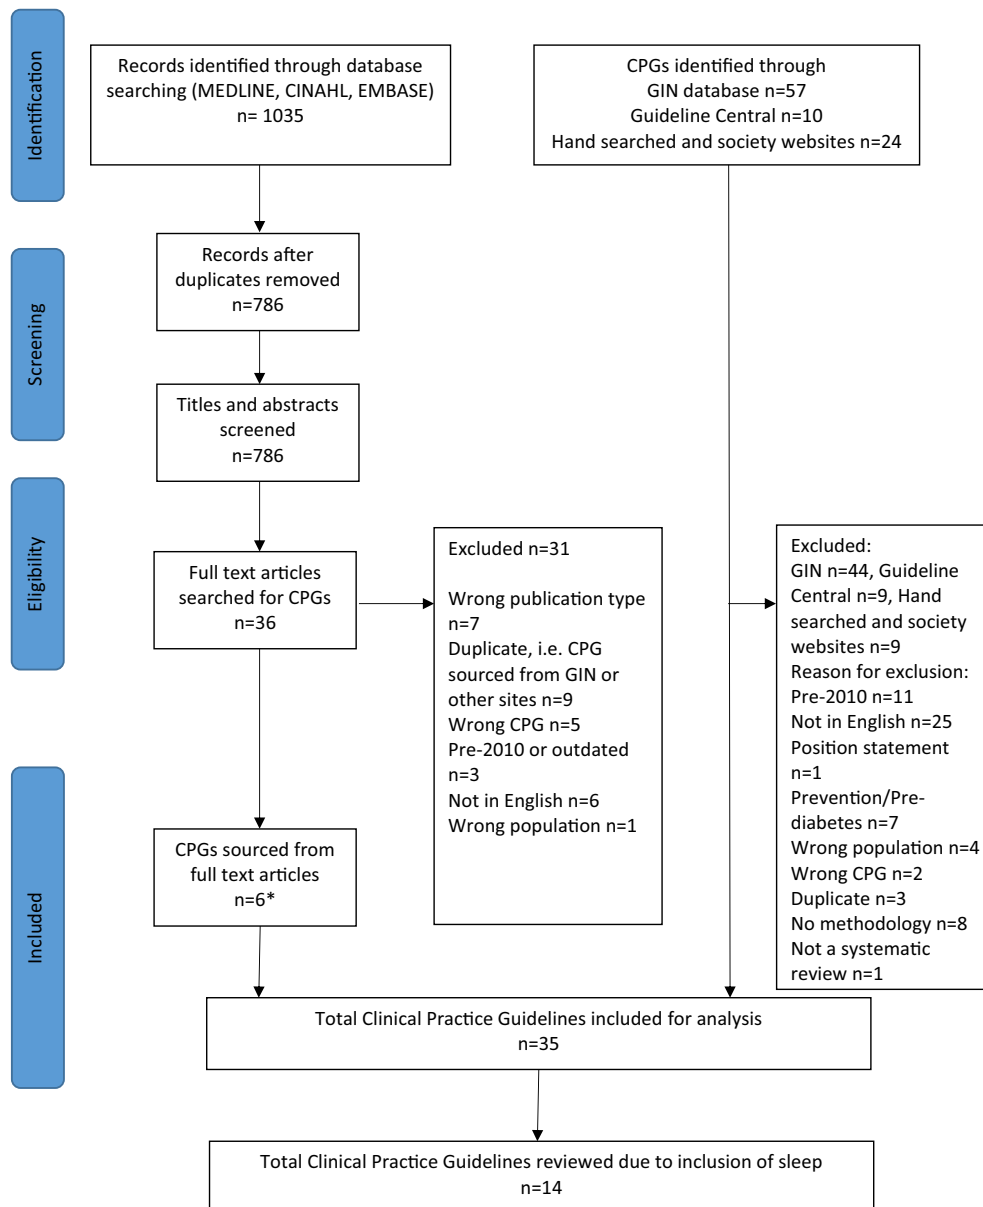 Identification
Records identified through database
searching (MEDLINE, CINAHL, EMBASE)
n= 1035
CPGs identified through
GIN database n=57
Guideline Central n=10
Hand searched and society websites n=24
Screening
Records after
duplicates removed
n=786
Titles and abstracts
screened
n=786
Eligibility
Full text articles
searched for CPGs
n=36
Excluded n=31
Wrong publication type
n=7
Duplicate, i.e. CPG
sourced from GIN or
other sites n=9
Wrong CPG n=5
Pre-2010 or outdated
n=3
Not in English n=6
Wrong population n=1
Excluded:
GIN n=44, Guideline
Central n=9, Hand
searched and society
websites n=9
Reason for exclusion:
Pre-2010 n=11
Not in English n=25
Position statement
n=1
Prevention/Pre-
diabetes n=7
Wrong population n=4
Wrong CPG n=2
Duplicate n=3
No methodology n=8
Not a systematic
review n=1
Included
CPGs sourced from
full text articles
n=6*
Total Clinical Practice Guidelines included for analysis
n=35
Total Clinical Practice Guidelines reviewed due to inclusion of sleep
n=14